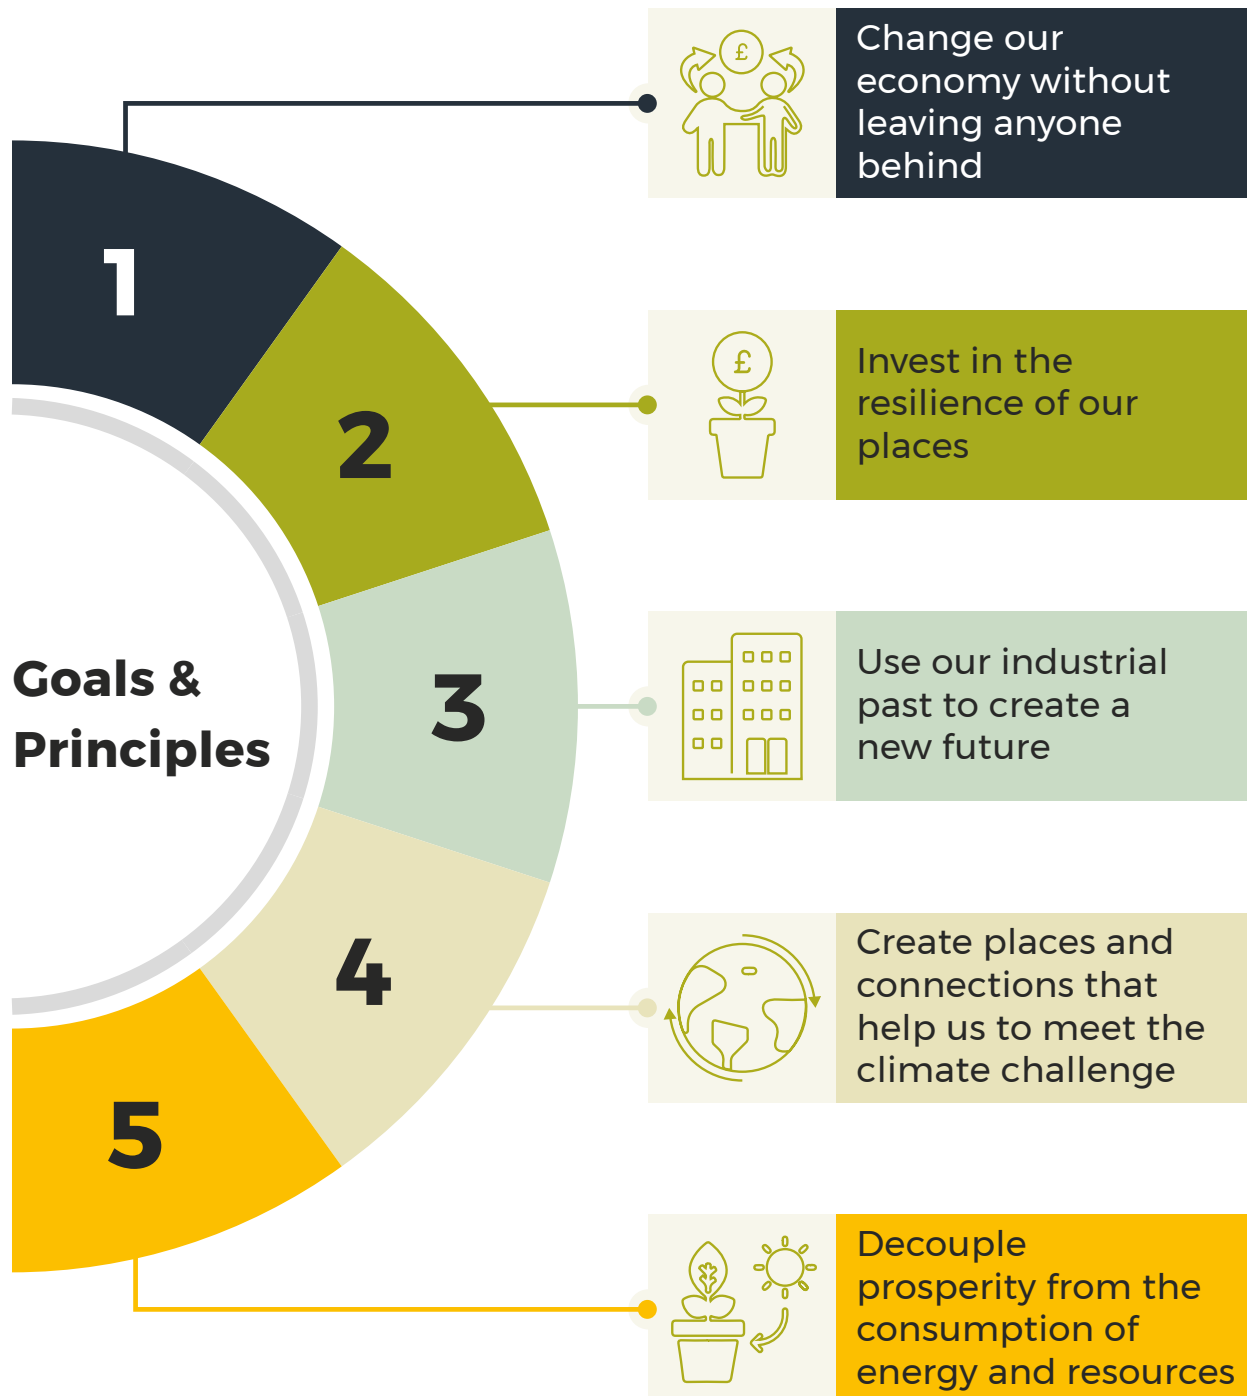 £
Change our
economy without
leaving anyone
behind
1
£
Invest in the
resilience of our
places
2
Goals &
Principles
3
Use our industrial
past to create a
new future
4
Create places and
connections that
help us to meet the
climate challenge
5
Decouple
prosperity from the
consumption of
energy and resources